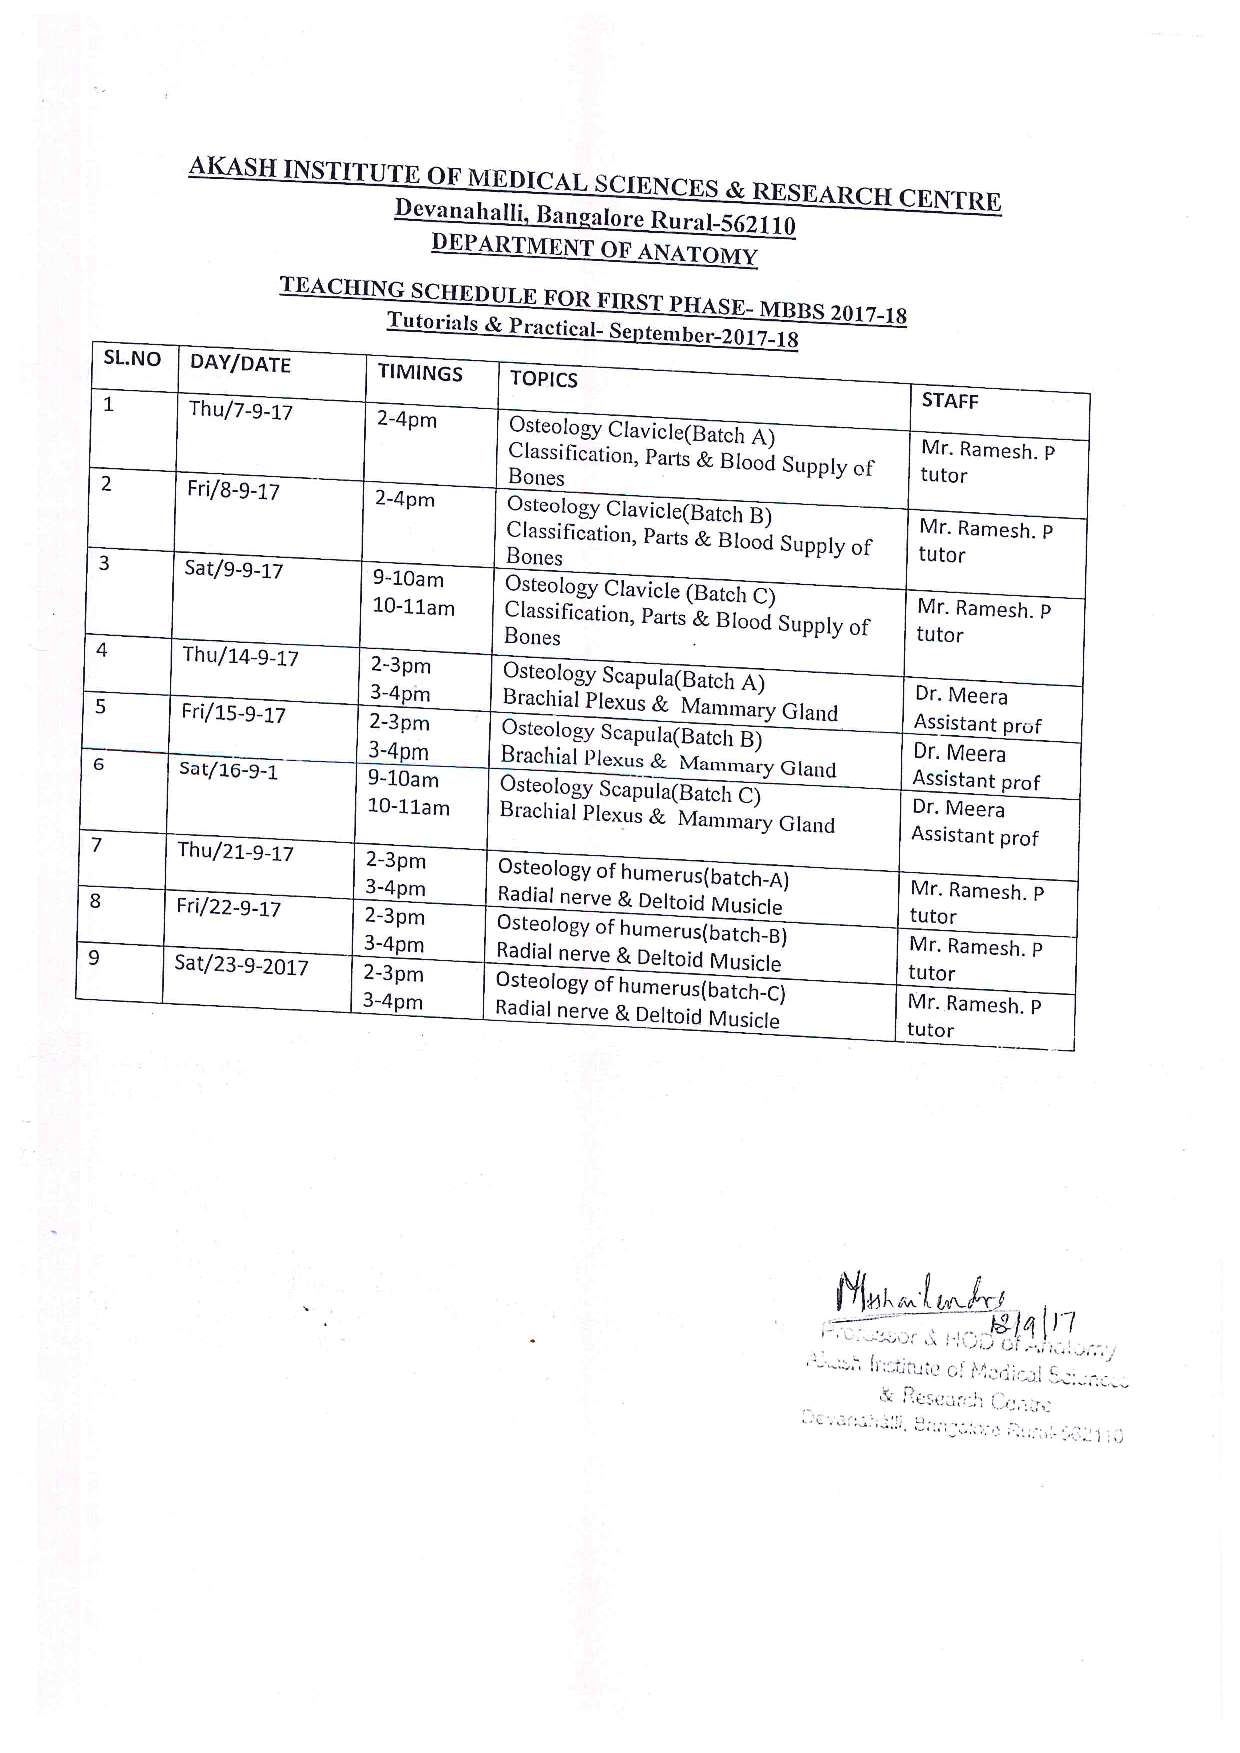 AKASH INSTITUTE OF MEDICAL SCIENCES & RESEARCH CENTRE
Devanahalli, Bangalore Rural-562110
DEPARTMENT OF ANATOMY
TEACHING SCHEDULE FOR FIRST PHASE- MBBS 2017-18
Tutorials & Practical- September-2017-18
SL.NO DAY/DATE TIMINGS TOPICS STAFF
1 Thu/7-9-17 2-4pm Osteology Clavicle(Batch A) Mr. Ramesh. P
Classification, Parts & Blood Supply of tutor
Bones
2 Fri/8-9-17 2-4pm Osteology Clavicle(Batch B) Mr. Ramesh. P
Classification, Parts & Blood Supply of tutor
Bones
3 Sat/9-9-17 9-10am Osteology Clavicle (Batch C) Mr. Ramesh. P
10-11am Classification, Parts & Blood Supply of tutor
Bones
4 Thu/14-9-17 2-3pm Osteology Scapula(Batch A) Dr. Meera
3-4pm Brachial Plexus & Mammary Gland Assistant prof
5 Fri/15-9-17 2-3pm Osteology Scapula(Batch B) Dr. Meera
3-4pm Brachial Plexus & Mammary Gland Assistant prof
6 Sat/16-9-1 9-10am Osteology Scapula(Batch C) Dr. Meera
10-11am Brachial Plexus & Mammary Gland Assistant prof
7 Thu/21-9-17 2-3pm Osteology of humerus(batch-A) Mr. Ramesh. P
3-4pm Radial nerve & Deltoid Musicle tutor
8 Fri/22-9-17 2-3pm Osteology of humerus(batch-B) Mr. Ramesh. P
3-4pm Radial nerve & Deltoid Musicle tutor
9 Sat/23-9-2017 2-3pm Osteology of humerus(batch-C) Mr. Ramesh. P
3-4pm Radial nerve & Deltoid Musicle tutor
Professor & HOD of Anatomy
Akash Institute of Medical Sciences
& Research Centre
Devanahalli, Bangalore Rural-562110